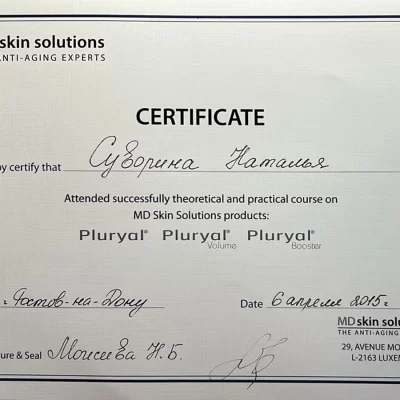 MD skin solutions
ANTI-AGING EXPERTS
CERTIFICATE
by certify that Суворина Наталья
Attended successfully theoretical and practical course on
MD Skin Solutions products:
Pluryal® Pluryal® Volume Pluryal® Booster
г. Ростов-на-Дону Date 6 апреля 2015 г.
MD skin solu
THE ANTI-AGING
29, AVENUE MO
L-2163 LUXEM
ure & Seal Моисеева Н.Б.